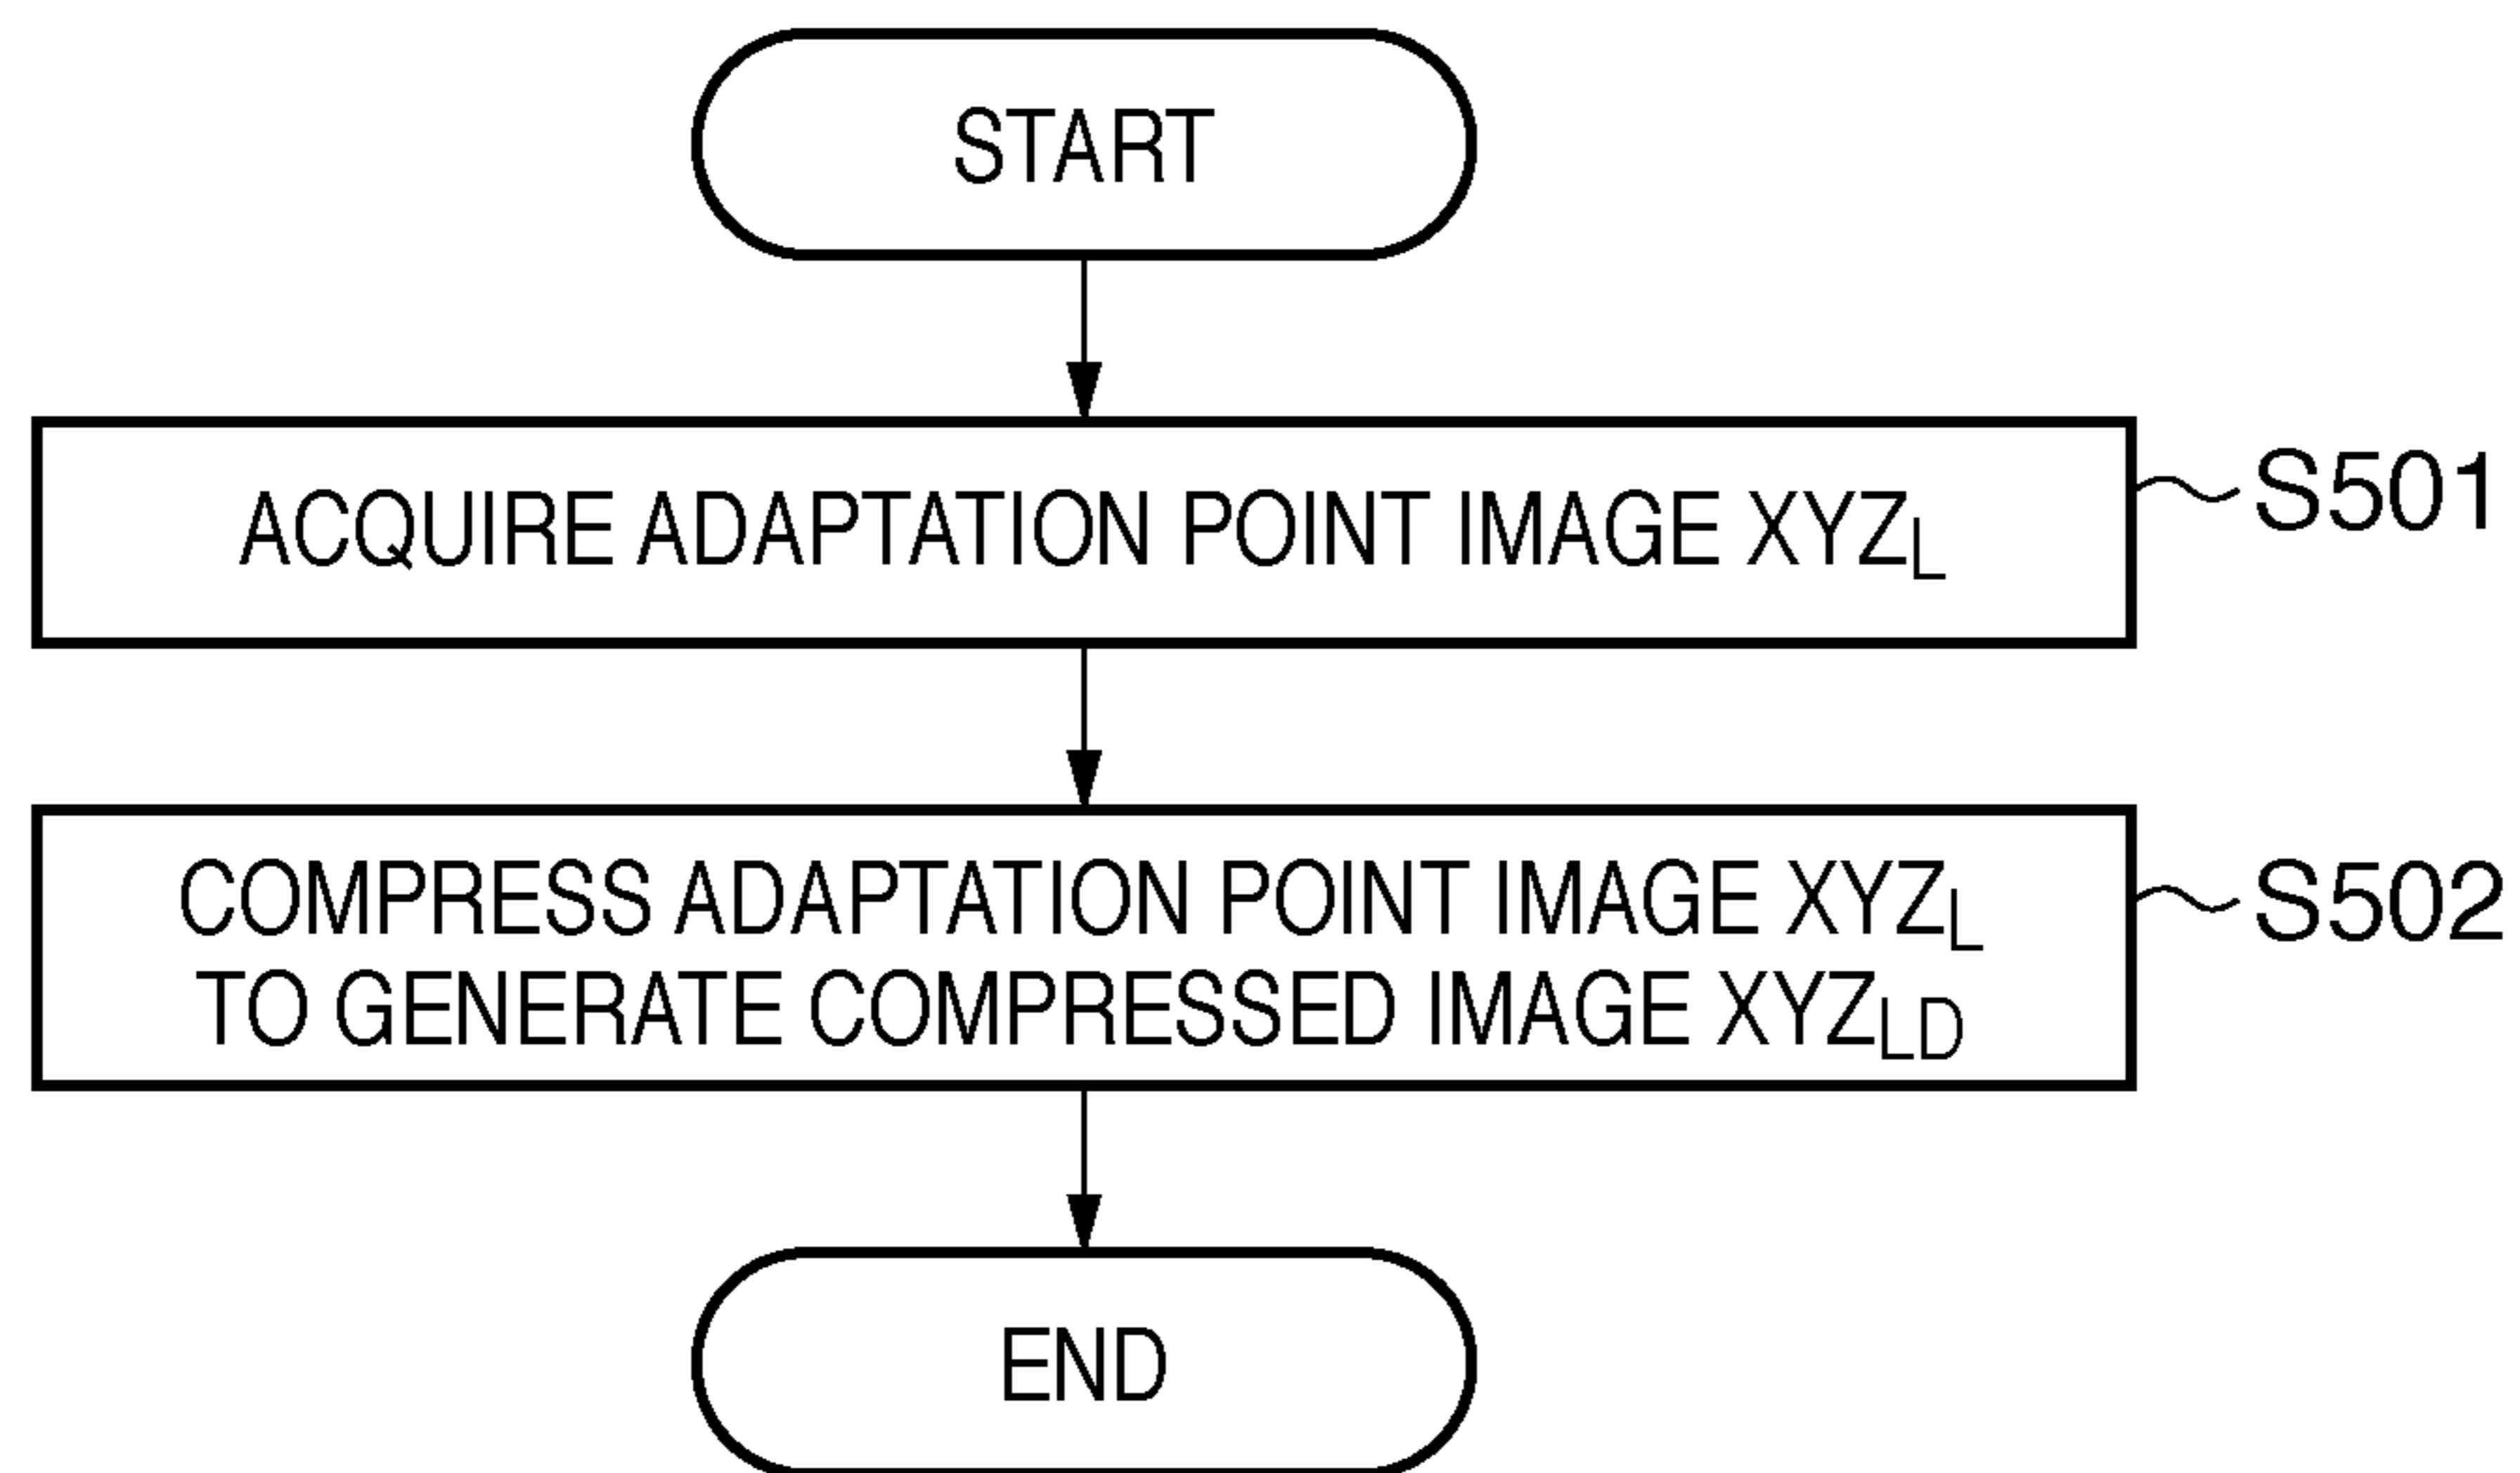 START
ACQUIRE ADAPTATION POINT IMAGE XYZL
S501
COMPRESS ADAPTATION POINT IMAGE XYZL
TO GENERATE COMPRESSED IMAGE XYZLD
S502
END